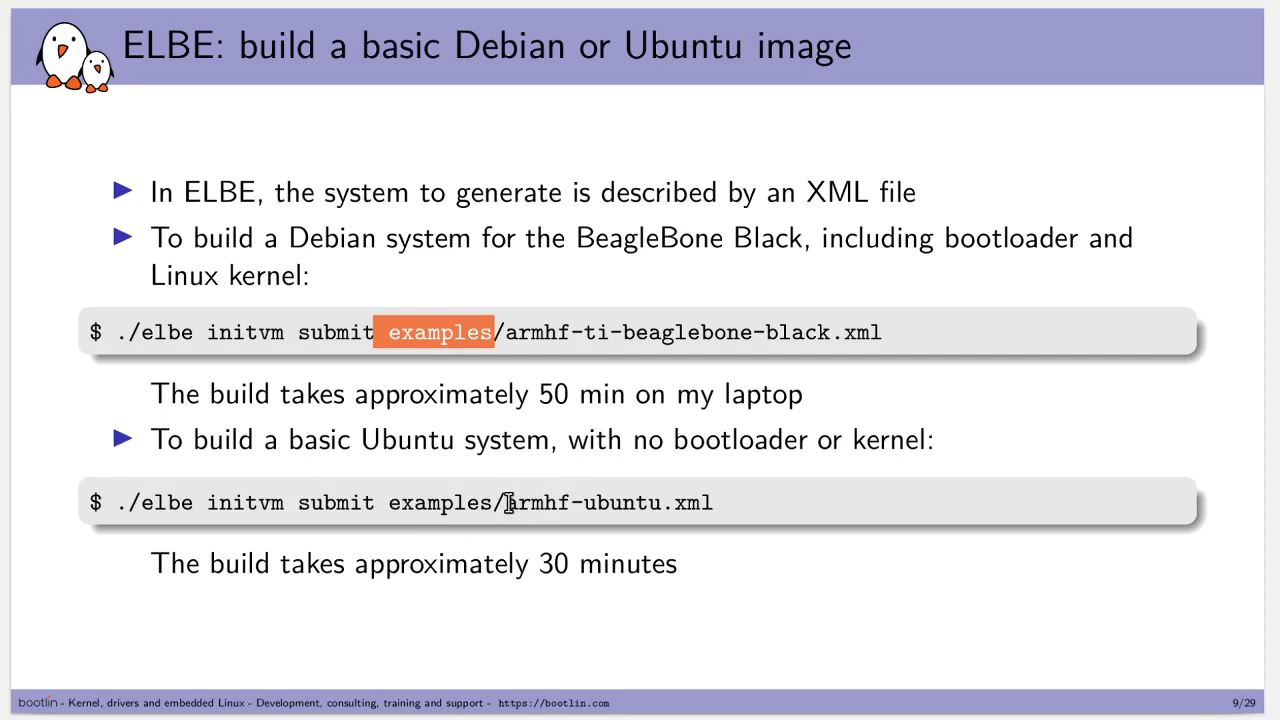 ELBE: build a basic Debian or Ubuntu image
▶ In ELBE, the system to generate is described by an XML file
▶ To build a Debian system for the BeagleBone Black, including bootloader and
Linux kernel:
$ ./elbe initvm submit examples/armhf-ti-beaglebone-black.xml
The build takes approximately 50 min on my laptop
▶ To build a basic Ubuntu system, with no bootloader or kernel:
$ ./elbe initvm submit examples/armhf-ubuntu.xml
The build takes approximately 30 minutes
bootlin - Kernel, drivers and embedded Linux - Development, consulting, training and support - https://bootlin.com 9/29